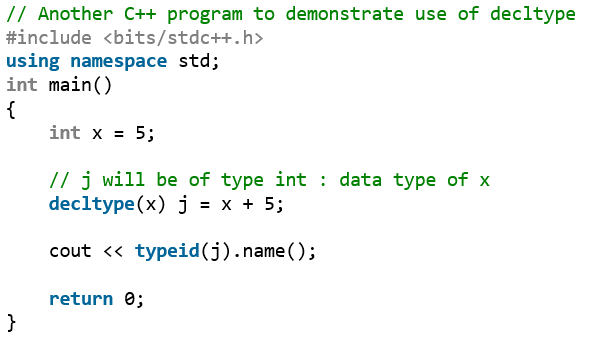 // Another C++ program to demonstrate use of decltype
#include <bits/stdc++.h>
using namespace std;
int main()
{
    int x = 5;

    // j will be of type int : data type of x
    decltype(x) j = x + 5;

    cout << typeid(j).name();

    return 0;
}